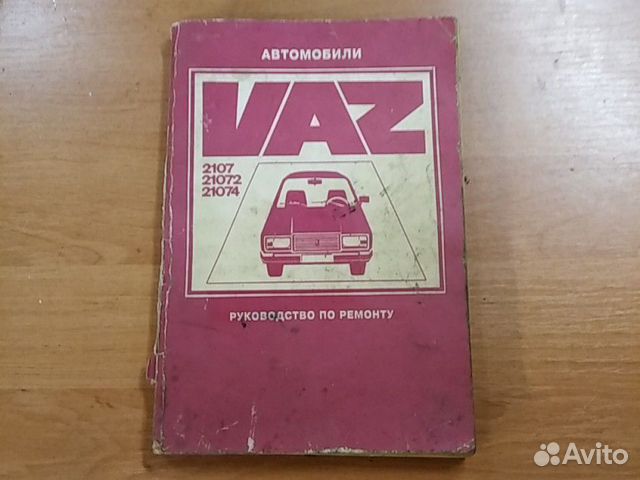 АВТОМОБИЛИ
VAZ
2107
21072
21074
РУКОВОДСТВО ПО РЕМОНТУ
Avito